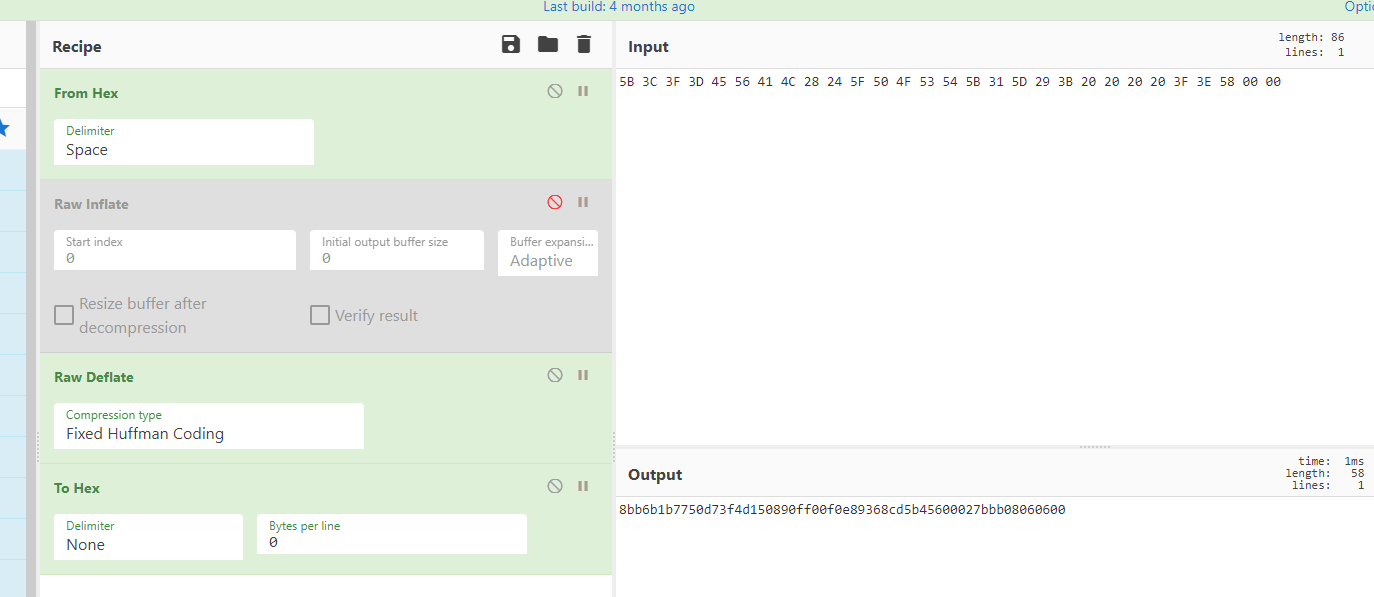 Last build: 4 months ago
Optio
Recipe
From Hex
Delimiter
Space
Raw Inflate
Start index
0
Initial output buffer size
0
Buffer expansi...
Adaptive
Resize buffer after
decompression
Verify result
Raw Deflate
Compression type
Fixed Huffman Coding
To Hex
Delimiter
None
Bytes per line
0
Input
length: 86
lines: 1
5B 3C 3F 3D 45 56 41 4C 28 24 5F 50 4F 53 54 5B 31 5D 29 3B 20 20 20 20 3F 3E 58 00 00
Output
time: 1ms
length: 58
lines: 1
8bb6b1b7750d73f4d150890ff00f0e89368cd5b45600027bbb08060600